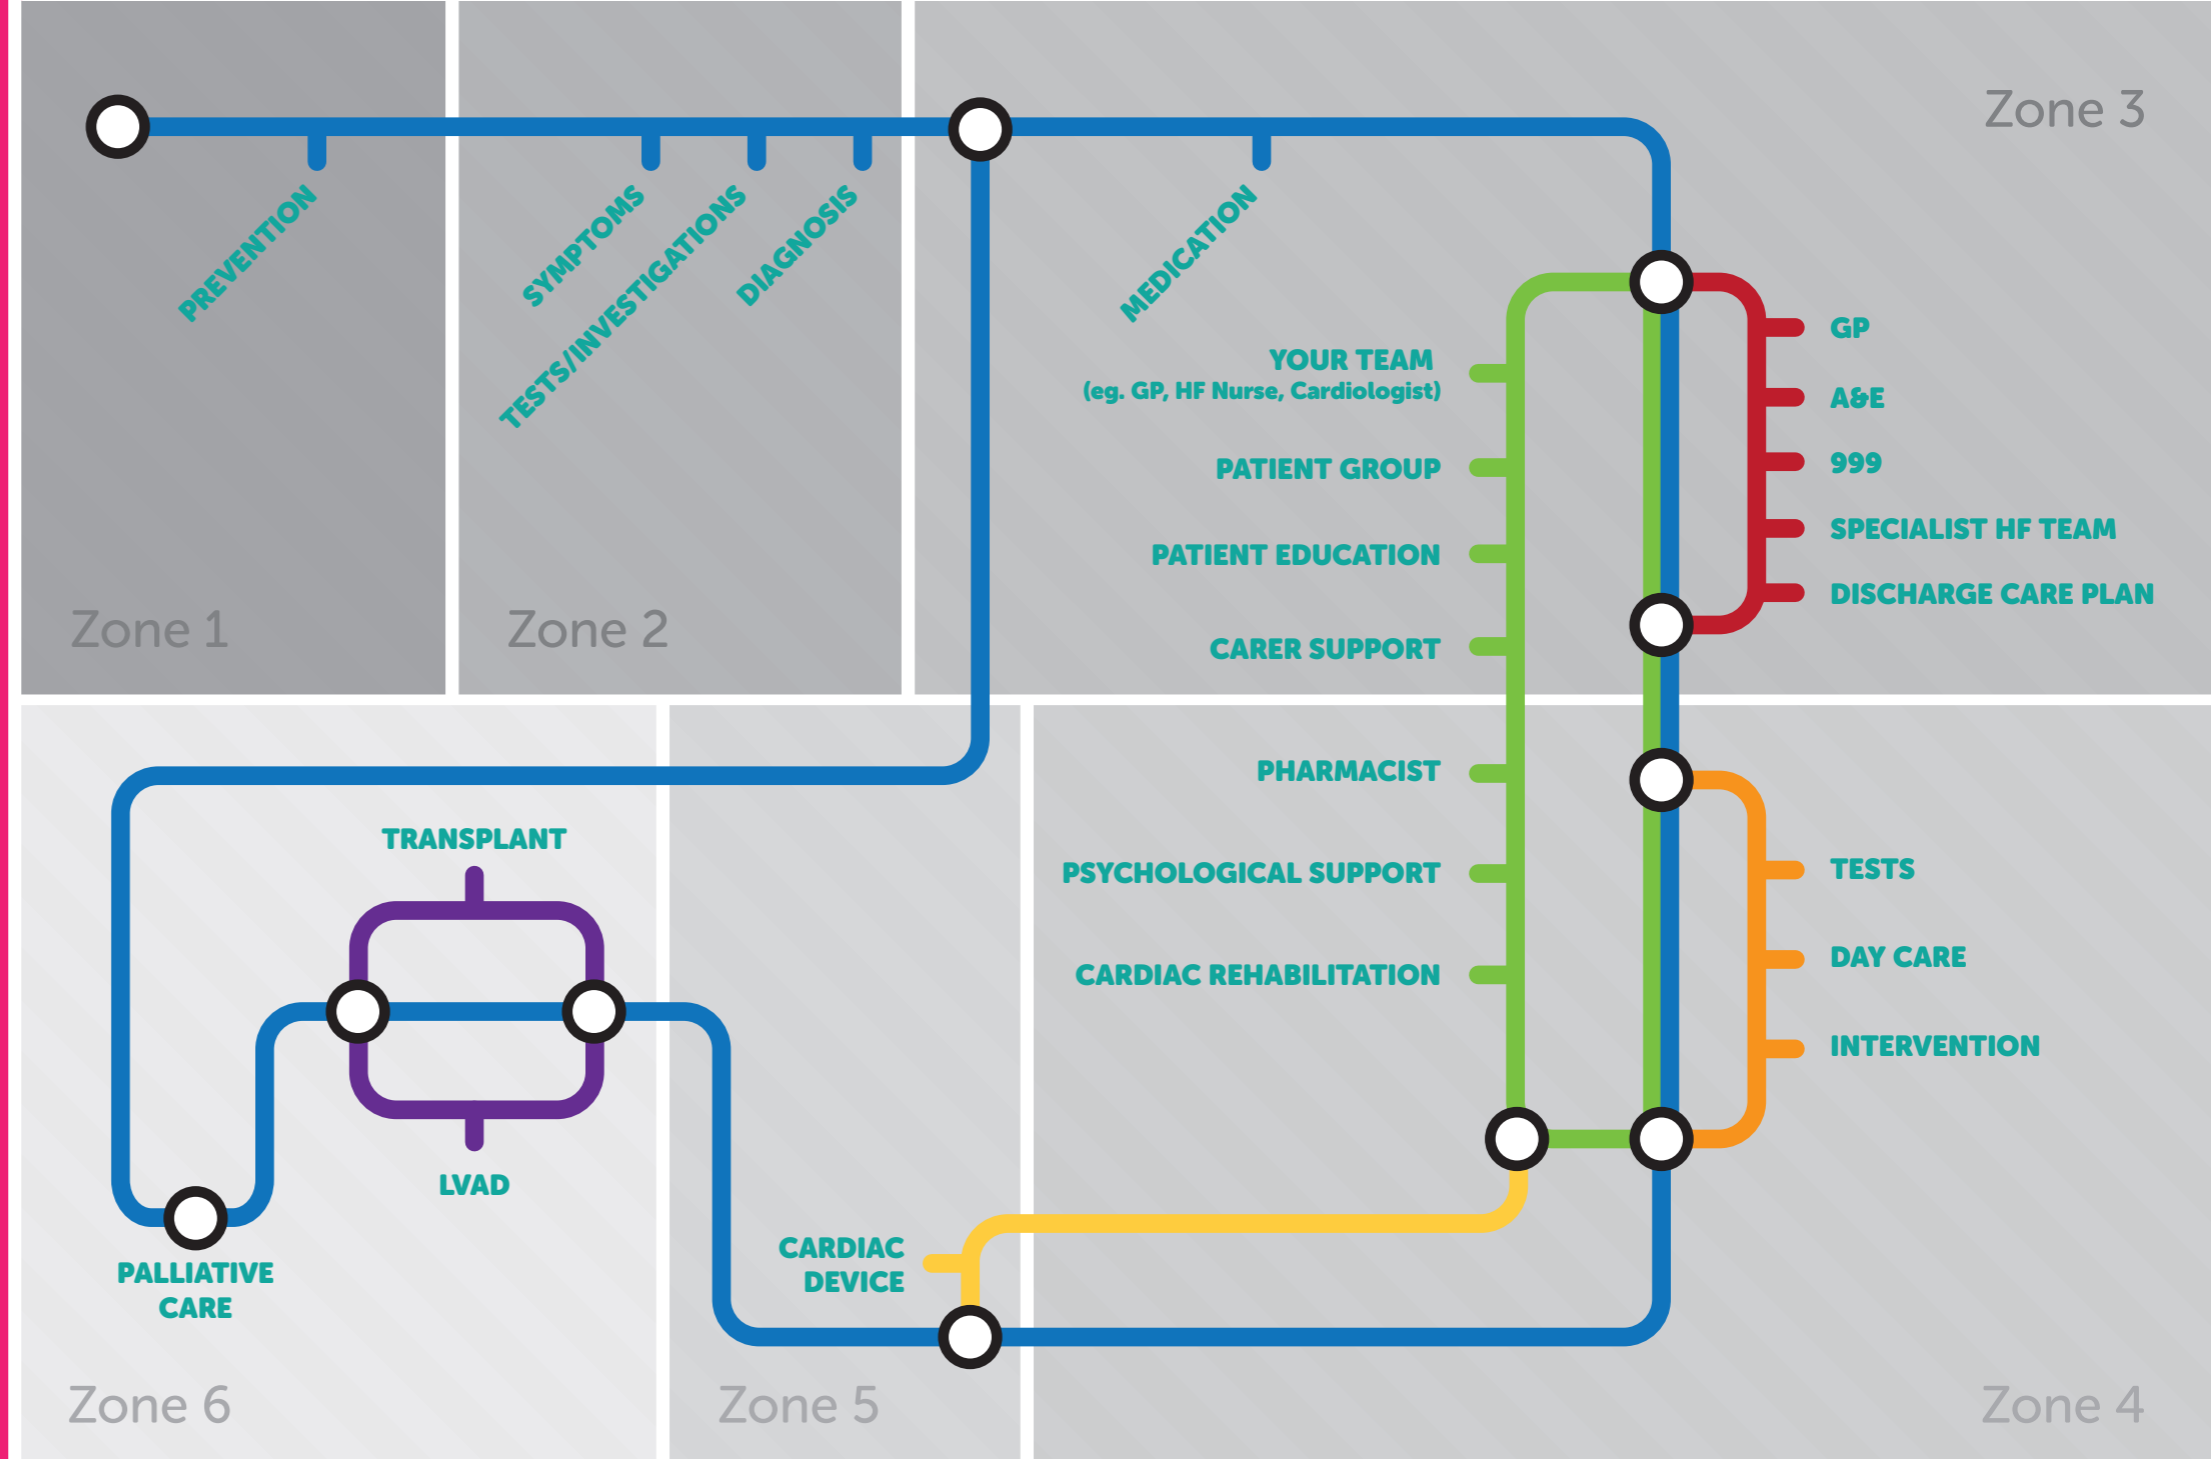 Zone 3
PREVENTION
SYMPTOMS
TESTS/INVESTIGATIONS
DIAGNOSIS
MEDICATION
GP
YOUR TEAM
(eg. GP, HF Nurse, Cardiologist)
A&E
PATIENT GROUP
999
PATIENT EDUCATION
SPECIALIST HF TEAM
DISCHARGE CARE PLAN
CARER SUPPORT
Zone 1
Zone 2
PHARMACIST
TRANSPLANT
PSYCHOLOGICAL SUPPORT
TESTS
CARDIAC REHABILITATION
DAY CARE
INTERVENTION
LVAD
CARDIAC
DEVICE
PALLIATIVE
CARE
Zone 6
Zone 5
Zone 4